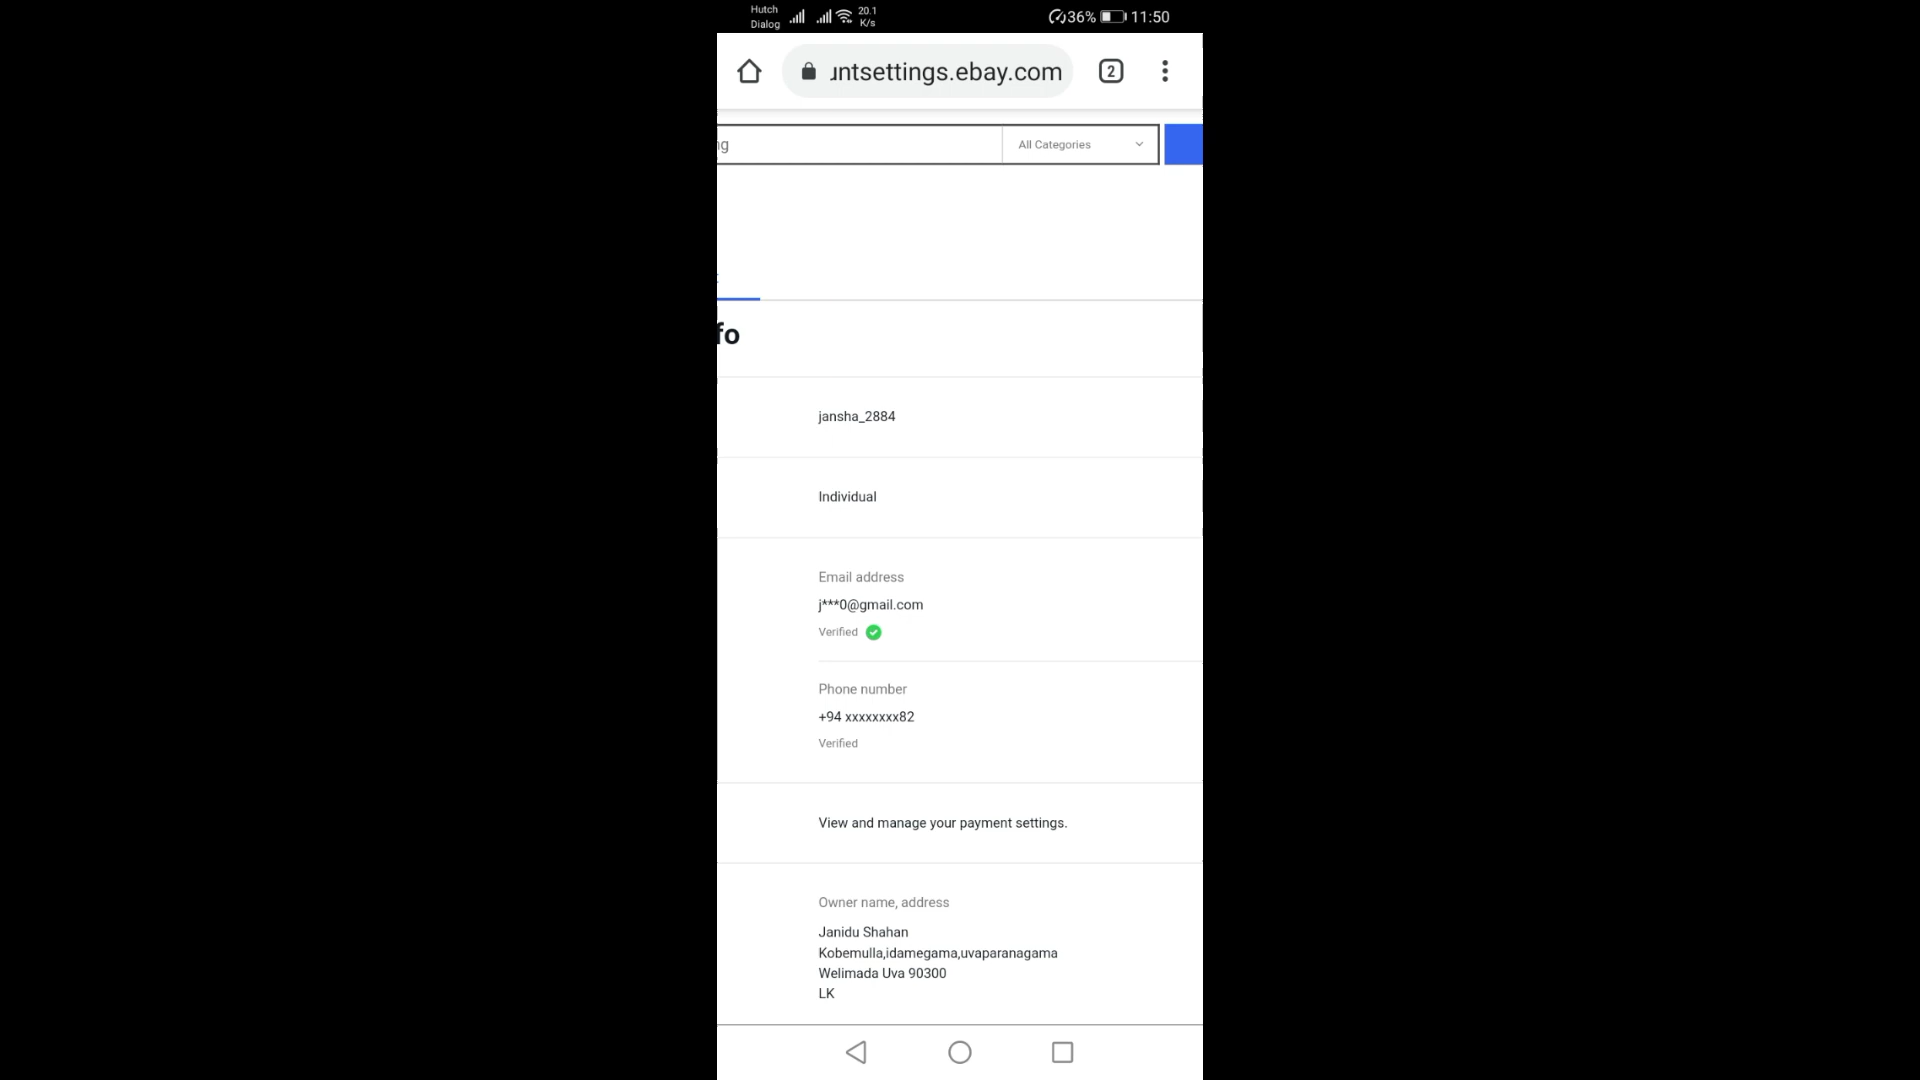 Hutch
Dialog
20.1
K/s
36%
11:50
ntsettings.ebay.com
2
g
All Categories
fo
jansha_2884
Individual
Email address
j***0@gmail.com
Verified
Phone number
+94 xxxxxxxx82
Verified
View and manage your payment settings.
Owner name, address
Janidu Shahan
Kobemulla,idamegama,uvaparanagama
Welimada Uva 90300
LK